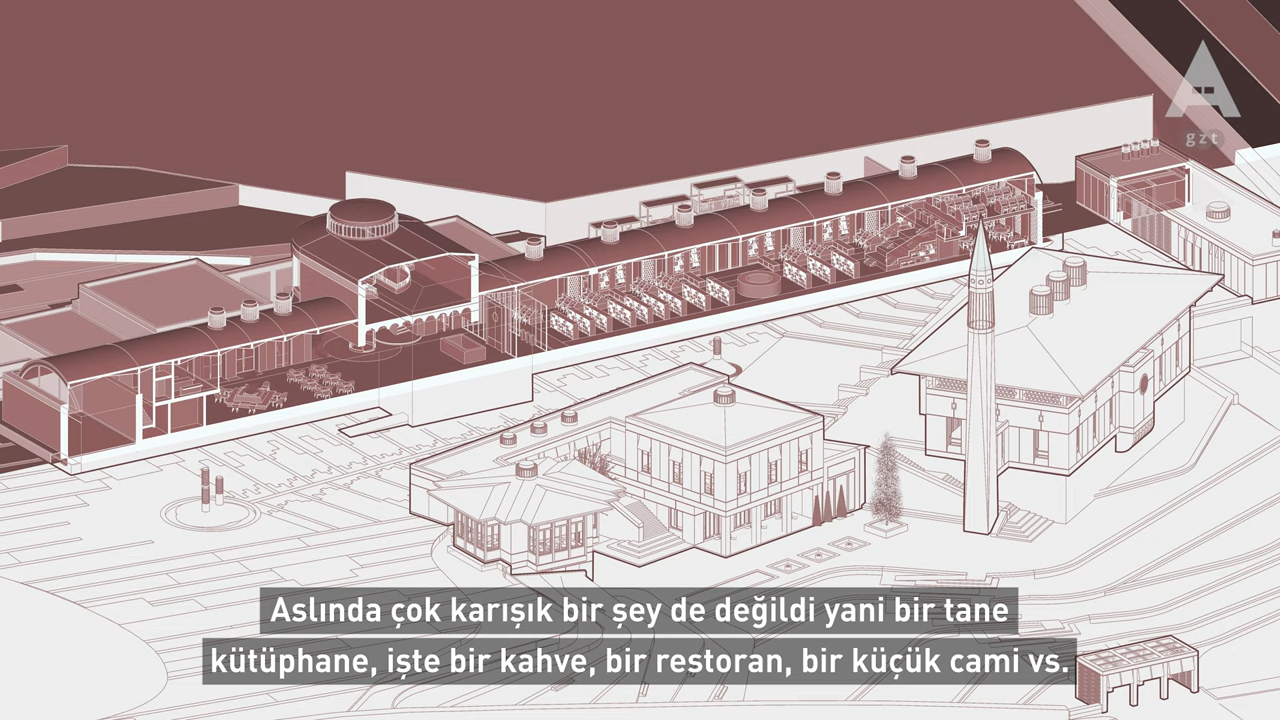 gzt
Aslında çok karışık bir şey de değildi yani bir tane
kütüphane, işte bir kahve, bir restoran, bir küçük cami vs.